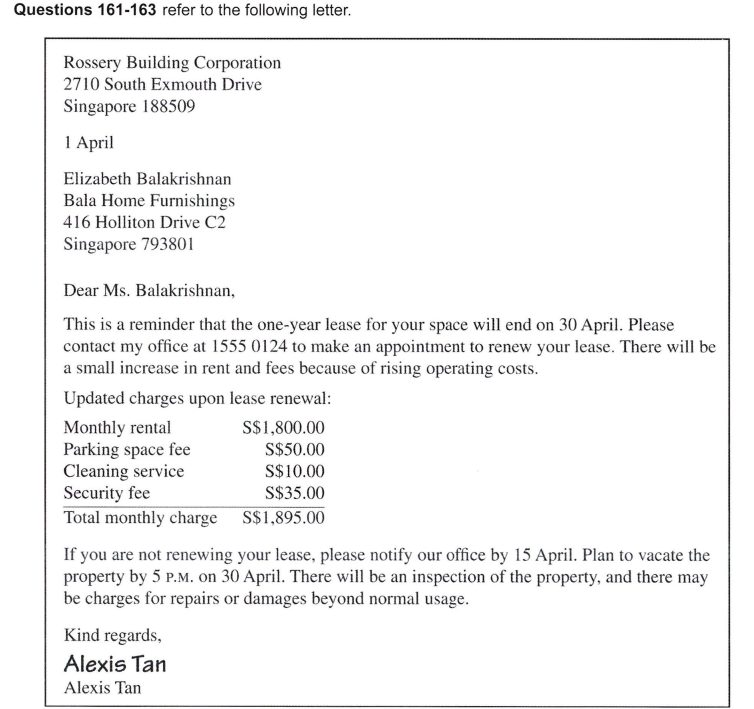 Questions 161-163 refer to the following letter.
Rossery Building Corporation
2710 South Exmouth Drive
Singapore 188509
1 April
Elizabeth Balakrishnan
Bala Home Furnishings
416 Holliton Drive C2
Singapore 793801
Dear Ms. Balakrishnan,
This is a reminder that the one-year lease for your space will end on 30 April. Please
contact my office at 1555 0124 to make an appointment to renew your lease. There will be
a small increase in rent and fees because of rising operating costs.
Updated charges upon lease renewal:
Monthly rental S$1,800.00
Parking space fee S$50.00
Cleaning service S$10.00
Security fee S$35.00
Total monthly charge S$1,895.00
If you are not renewing your lease, please notify our office by 15 April. Plan to vacate the
property by 5 P.M. on 30 April. There will be an inspection of the property, and there may
be charges for repairs or damages beyond normal usage.
Kind regards,
Alexis Tan
Alexis Tan